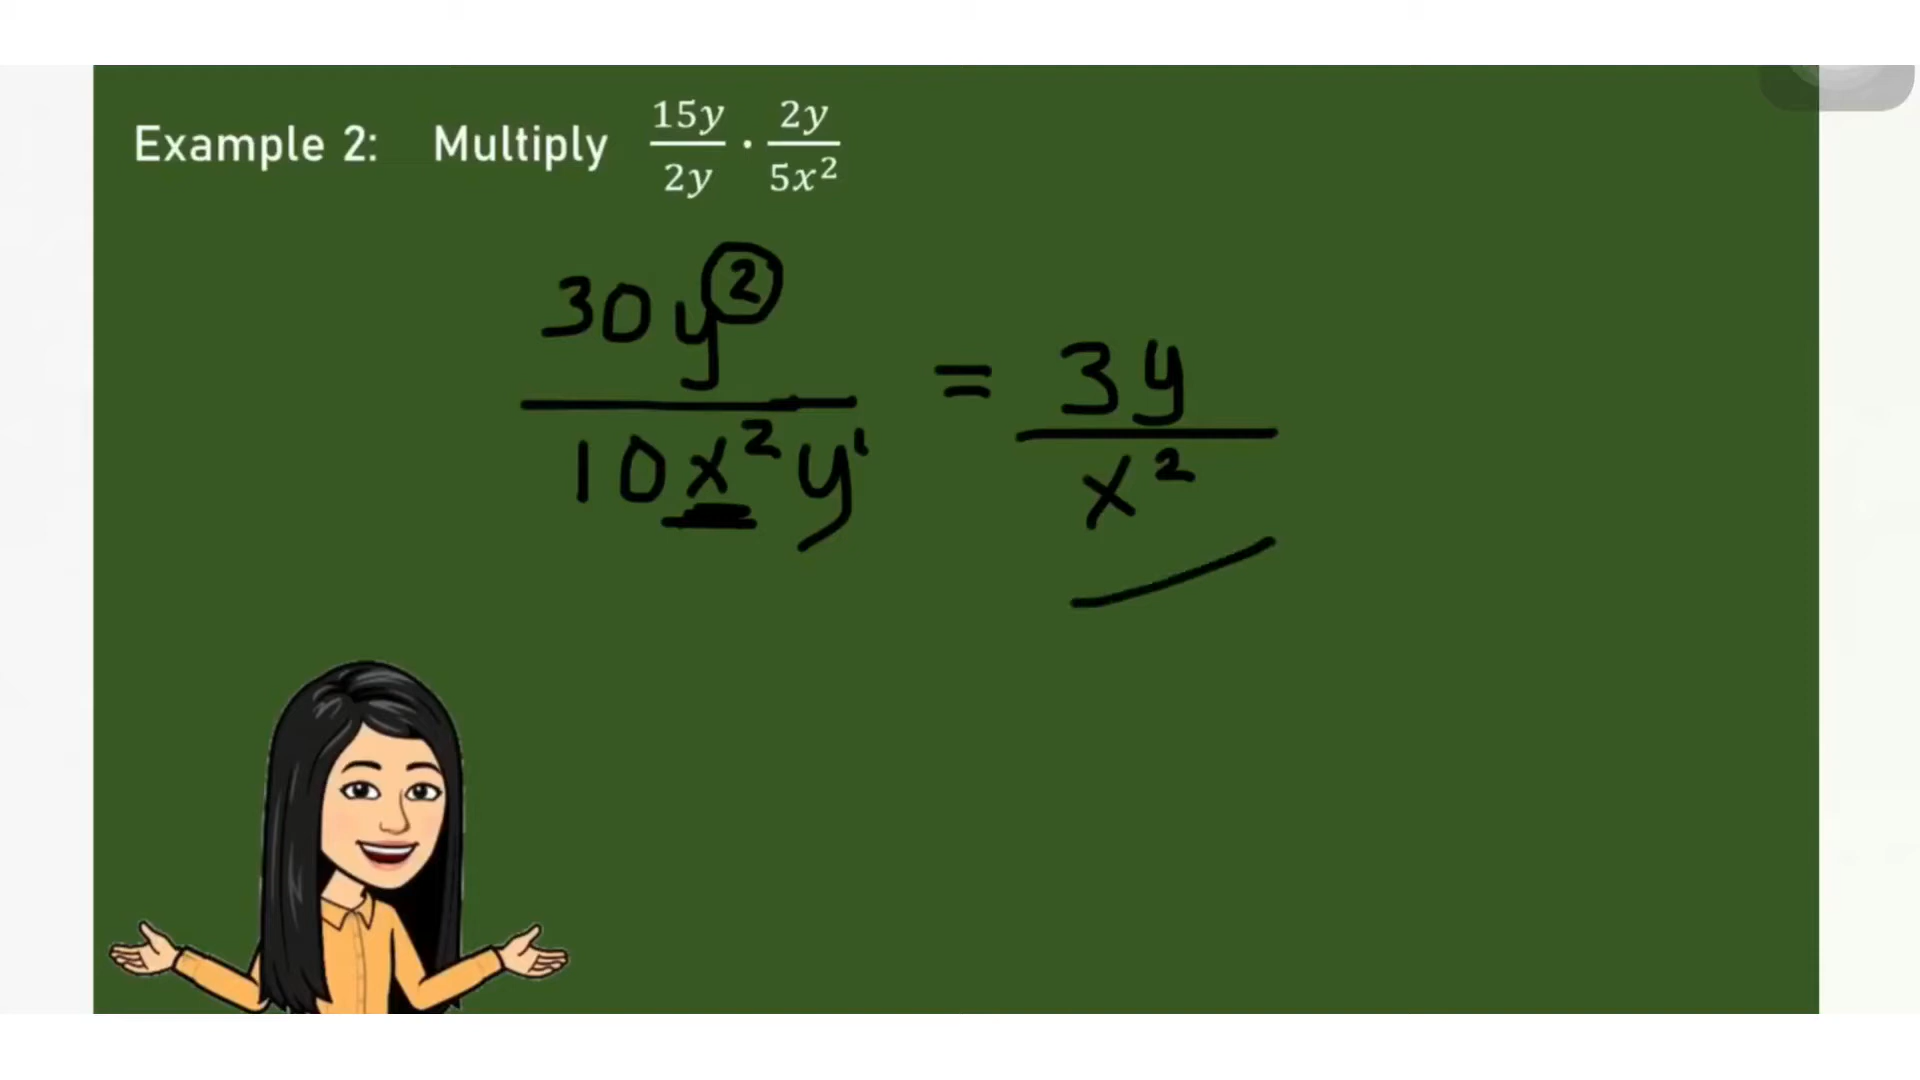 Example 2: Multiply 15y/2y · 2y/5x²
30y² / 10x²y¹ = 3y / x²